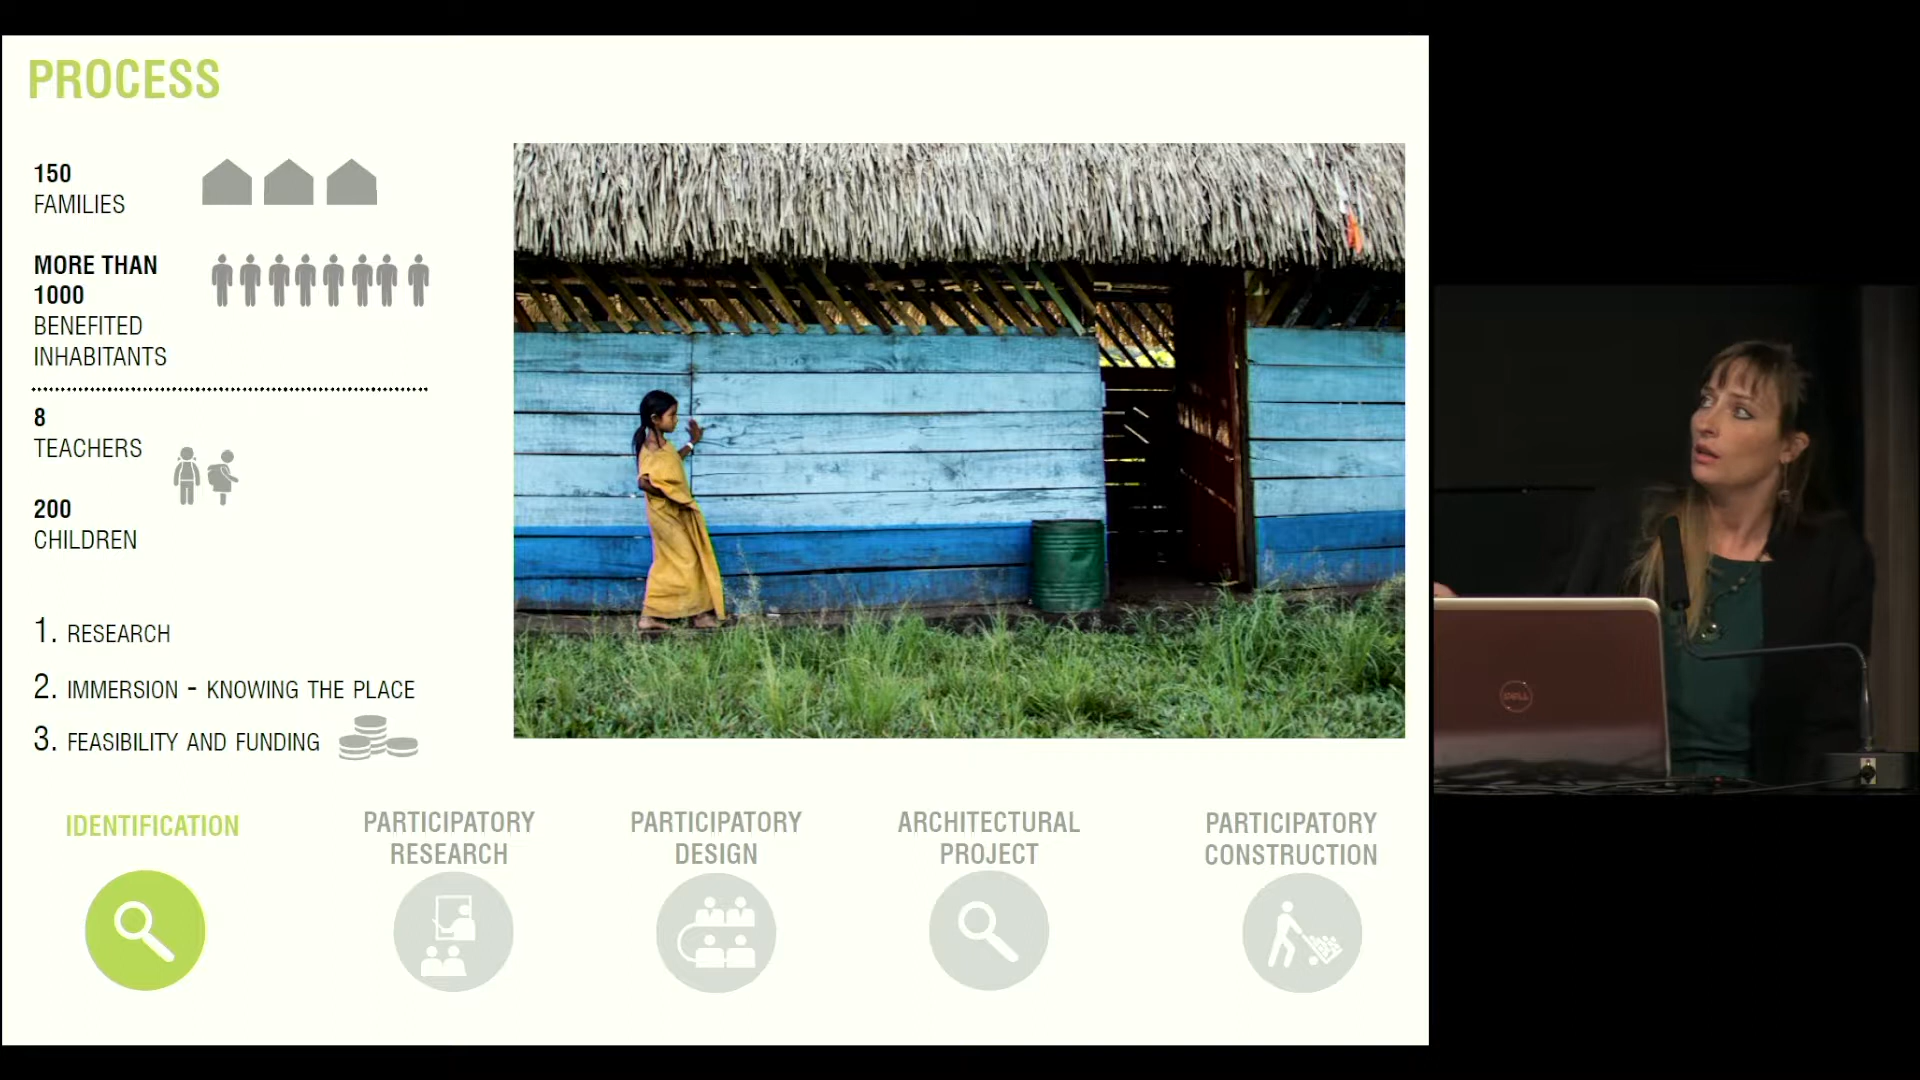 PROCESS
150
FAMILIES
MORE THAN
1000
BENEFITED
INHABITANTS
8
TEACHERS
200
CHILDREN
1. RESEARCH
2. IMMERSION - KNOWING THE PLACE
3. FEASIBILITY AND FUNDING
IDENTIFICATION
PARTICIPATORY
RESEARCH
PARTICIPATORY
DESIGN
ARCHITECTURAL
PROJECT
PARTICIPATORY
CONSTRUCTION
DELL